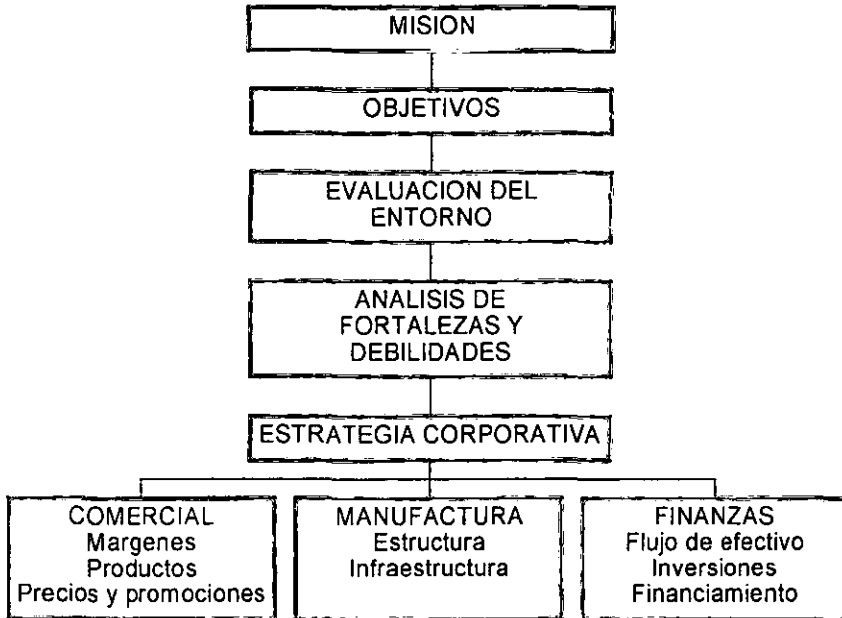 MISION
OBJETIVOS
EVALUACION DEL
ENTORNO
ANALISIS DE
FORTALEZAS Y
DEBILIDADES
ESTRATEGIA CORPORATIVA
COMERCIAL
Margenes
Productos
Precios y promociones
MANUFACTURA
Estructura
Infraestructura
FINANZAS
Flujo de efectivo
Inversiones
Financiamiento